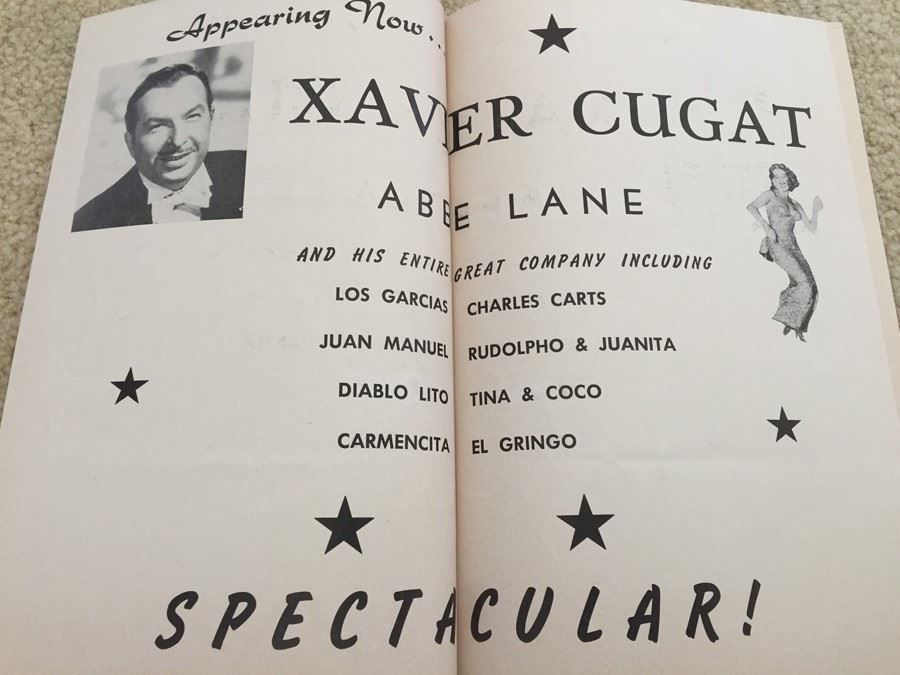 Appearing Now..
XAVIER CUGAT
ABBE LANE
AND HIS ENTIRE GREAT COMPANY INCLUDING
LOS GARCIAS CHARLES CARTS
JUAN MANUEL RUDOLPHO & JUANITA
DIABLO LITO TINA & COCO
CARMENCITA EL GRINGO
SPECTACULAR!